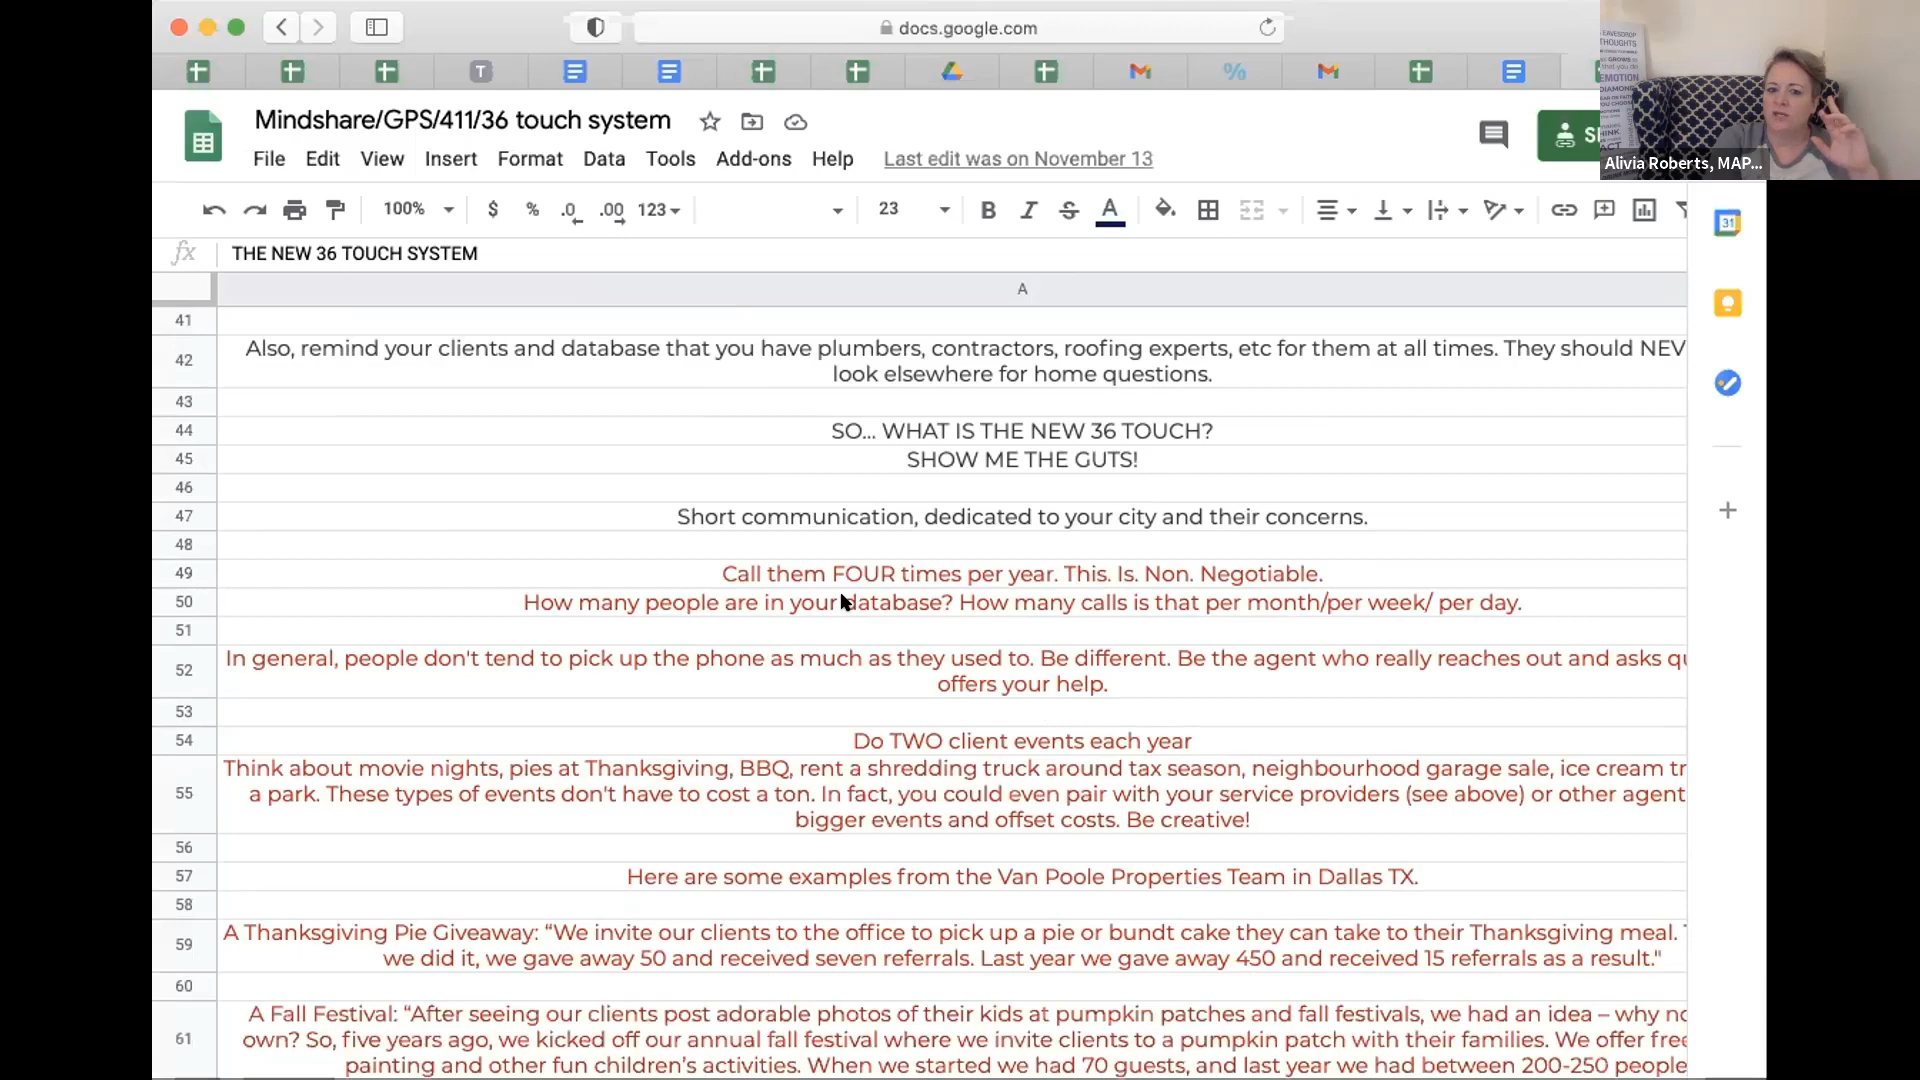 docs.google.com
T
%
EAVESDROP
THOUGHTS
EMOTION
DIAMOND
THINK
ACT
Alivia Roberts, MAP...
Mindshare/GPS/411/36 touch system
File Edit View Insert Format Data Tools Add-ons Help Last edit was on November 13
100% $ % .0 .00 123 23 B I S A
31
fx THE NEW 36 TOUCH SYSTEM
A
41
42 Also, remind your clients and database that you have plumbers, contractors, roofing experts, etc for them at all times. They should NEV
look elsewhere for home questions.
43
44 SO... WHAT IS THE NEW 36 TOUCH?
45 SHOW ME THE GUTS!
46
47 Short communication, dedicated to your city and their concerns.
48
49 Call them FOUR times per year. This. Is. Non. Negotiable.
50 How many people are in your database? How many calls is that per month/per week/ per day.
51
52 In general, people don't tend to pick up the phone as much as they used to. Be different. Be the agent who really reaches out and asks qu
offers your help.
53
54 Do TWO client events each year
55 Think about movie nights, pies at Thanksgiving, BBQ, rent a shredding truck around tax season, neighbourhood garage sale, ice cream tr
a park. These types of events don't have to cost a ton. In fact, you could even pair with your service providers (see above) or other agent
bigger events and offset costs. Be creative!
56
57 Here are some examples from the Van Poole Properties Team in Dallas TX.
58
59 A Thanksgiving Pie Giveaway: “We invite our clients to the office to pick up a pie or bundt cake they can take to their Thanksgiving meal.
we did it, we gave away 50 and received seven referrals. Last year we gave away 450 and received 15 referrals as a result."
60
61 A Fall Festival: “After seeing our clients post adorable photos of their kids at pumpkin patches and fall festivals, we had an idea – why no
own? So, five years ago, we kicked off our annual fall festival where we invite clients to a pumpkin patch with their families. We offer free
painting and other fun children’s activities. When we started we had 70 guests, and last year we had between 200-250 people